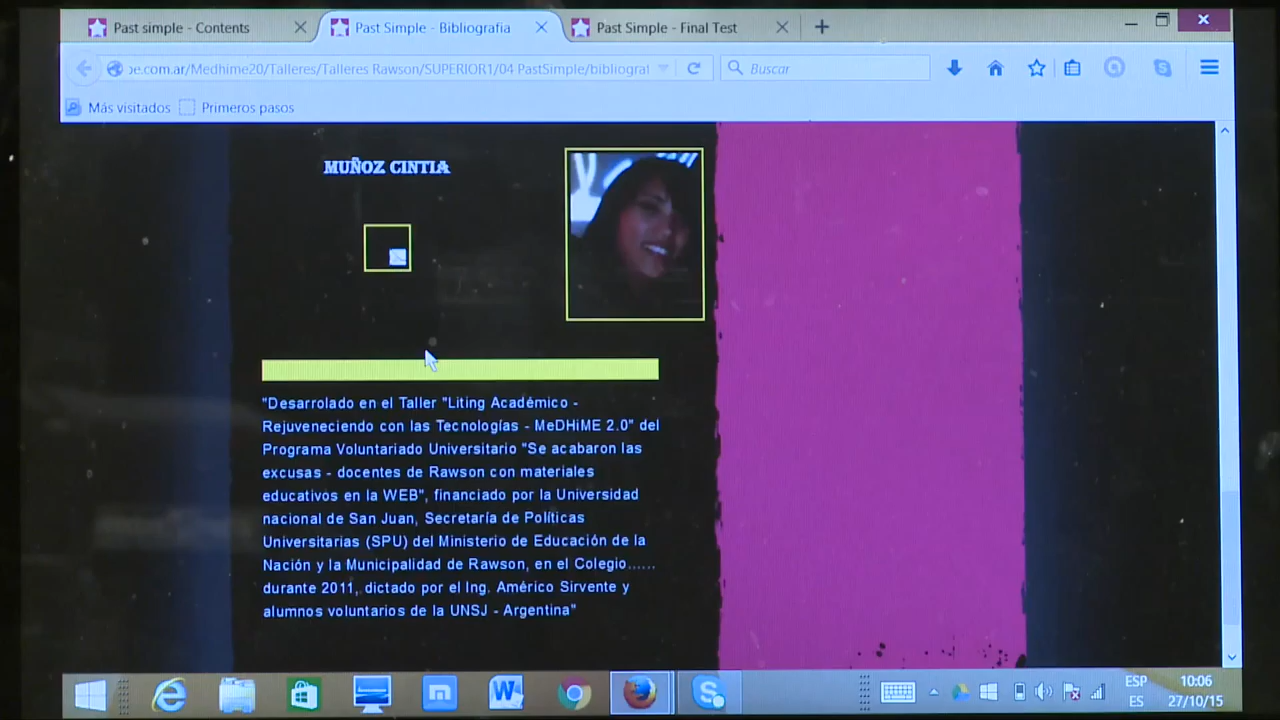 Past simple - Contents
Past Simple - Bibliografia
Past Simple - Final Test
be.com.ar/Medhime20/Talleres/Talleres Rawson/SUPERIOR1/04 PastSimple/bibliograf
Buscar
Más visitados
Primeros pasos
MUÑOZ CINTIA
"Desarrolado en el Taller "Liting Académico -
Rejuveneciendo con las Tecnologías - MeDHiME 2.0" del
Programa Voluntariado Universitario "Se acabaron las
excusas - docentes de Rawson con materiales
educativos en la WEB", financiado por la Universidad
nacional de San Juan, Secretaría de Políticas
Universitarias (SPU) del Ministerio de Educación de la
Nación y la Municipalidad de Rawson, en el Colegio......
durante 2011, dictado por el Ing. Américo Sirvente y
alumnos voluntarios de la UNSJ - Argentina"
ESP
ES
10:06
27/10/15